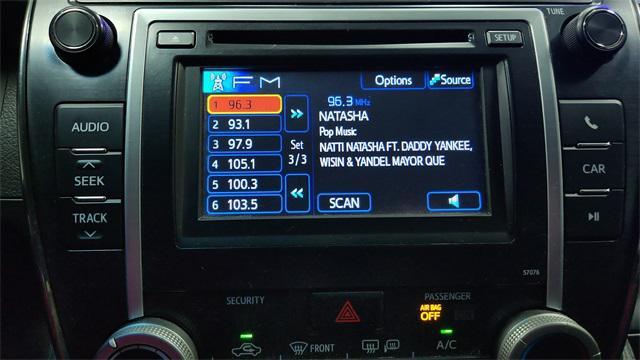 TUNE
SETUP
FM
Options
Source
1 96.3
2 93.1
3 97.9
4 105.1
5 100.3
6 103.5
Set
3/3
96.3 MHz
NATASHA
Pop Music
NATTI NATASHA FT. DADDY YANKEE,
WISIN & YANDEL MAYOR QUE
SCAN
AUDIO
SEEK
TRACK
CAR
57076
SECURITY
PASSENGER
AIR BAG
OFF
FRONT
A/C